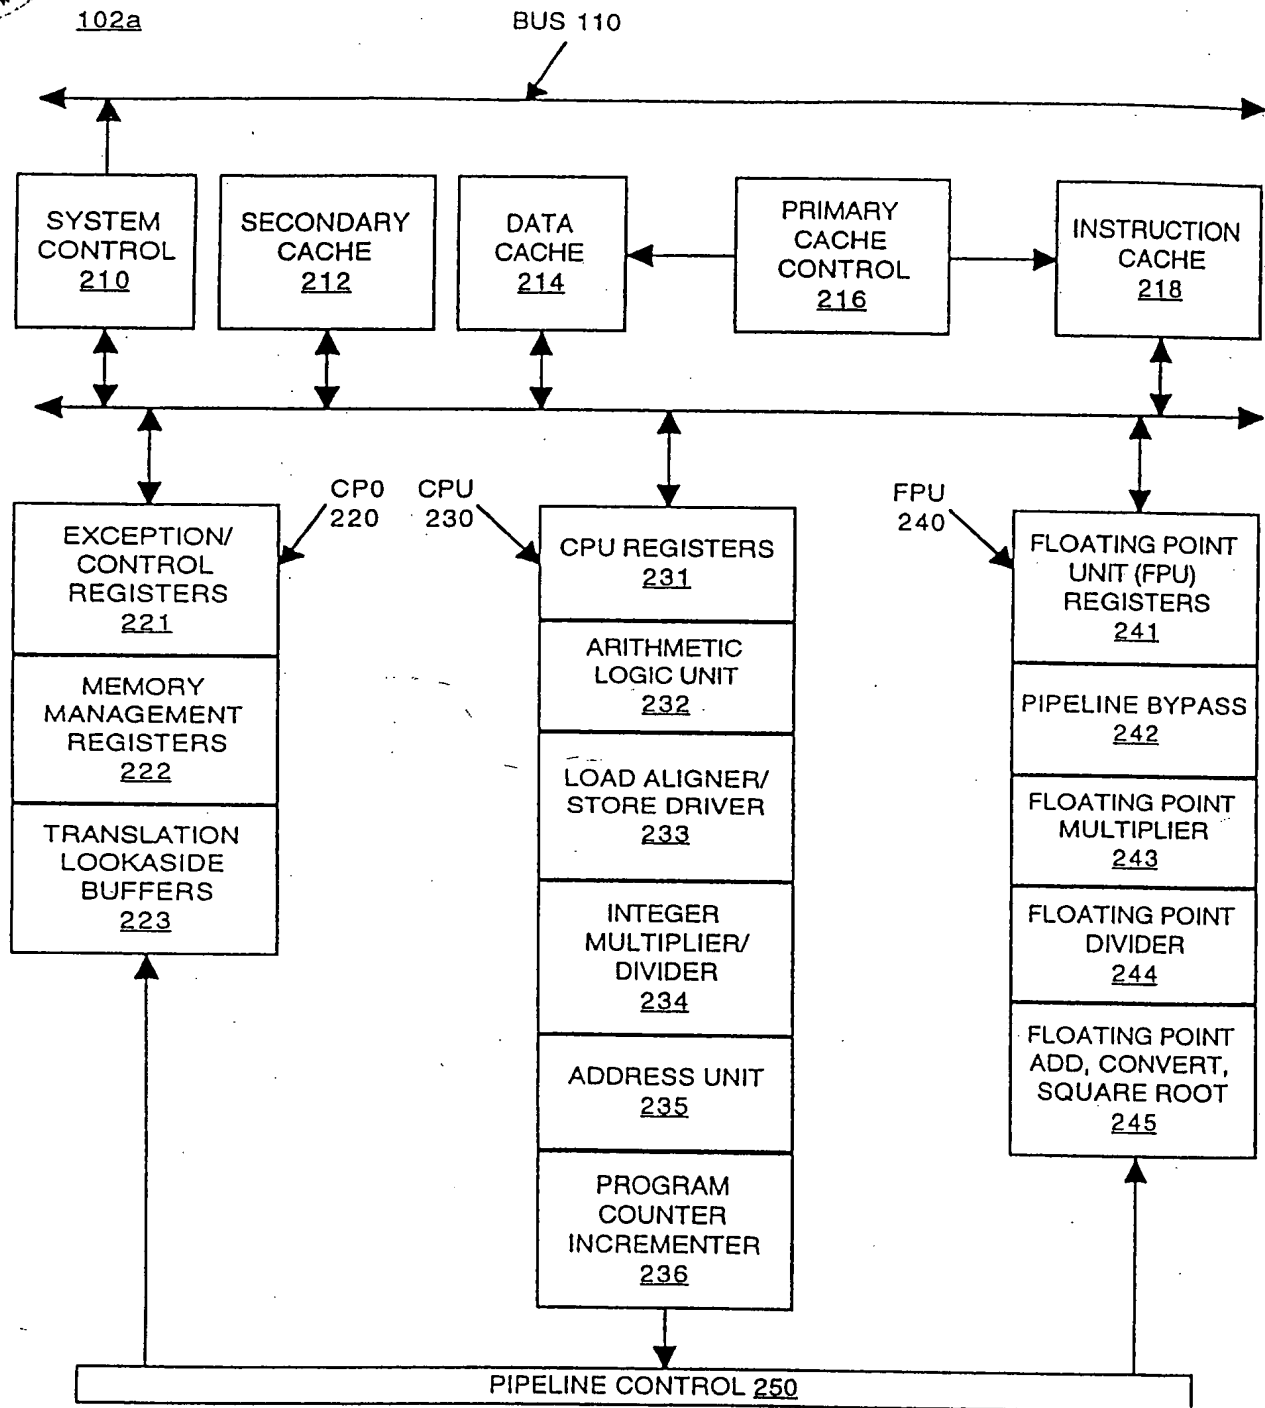 102a
BUS 110
SYSTEM
CONTROL
210
SECONDARY
CACHE
212
DATA
CACHE
214
PRIMARY
CACHE
CONTROL
216
INSTRUCTION
CACHE
218
CP0
220
CPU
230
FPU
240
EXCEPTION/
CONTROL
REGISTERS
221
MEMORY
MANAGEMENT
REGISTERS
222
TRANSLATION
LOOKASIDE
BUFFERS
223
CPU REGISTERS
231
ARITHMETIC
LOGIC UNIT
232
LOAD ALIGNER/
STORE DRIVER
233
INTEGER
MULTIPLIER/
DIVIDER
234
ADDRESS UNIT
235
PROGRAM
COUNTER
INCREMENTER
236
FLOATING POINT
UNIT (FPU)
REGISTERS
241
PIPELINE BYPASS
242
FLOATING POINT
MULTIPLIER
243
FLOATING POINT
DIVIDER
244
FLOATING POINT
ADD, CONVERT,
SQUARE ROOT
245
PIPELINE CONTROL 250